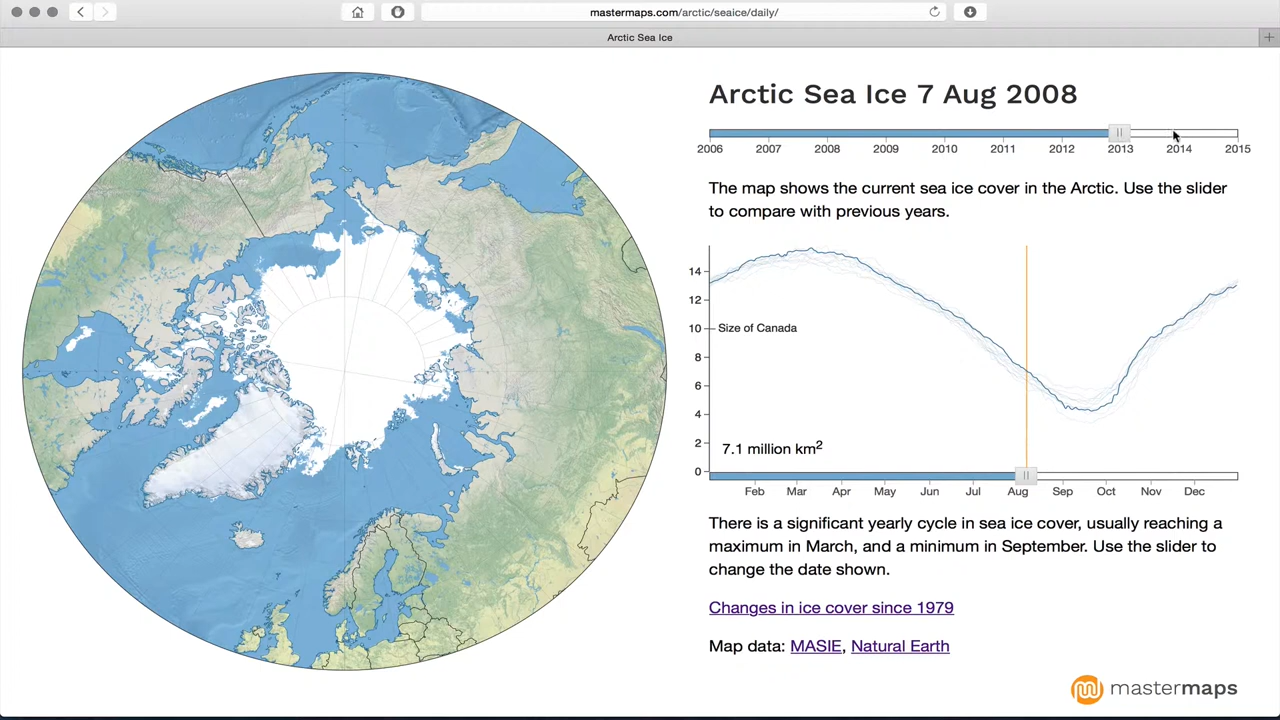 mastermaps.com/arctic/seaice/daily/
Arctic Sea Ice
Arctic Sea Ice 7 Aug 2008
2006 2007 2008 2009 2010 2011 2012 2013 2014 2015
The map shows the current sea ice cover in the Arctic. Use the slider
to compare with previous years.
14
12
10 Size of Canada
8
6
4
2
7.1 million km²
0
Feb Mar Apr May Jun Jul Aug Sep Oct Nov Dec
There is a significant yearly cycle in sea ice cover, usually reaching a
maximum in March, and a minimum in September. Use the slider to
change the date shown.
Changes in ice cover since 1979
Map data: MASIE, Natural Earth
mastermaps